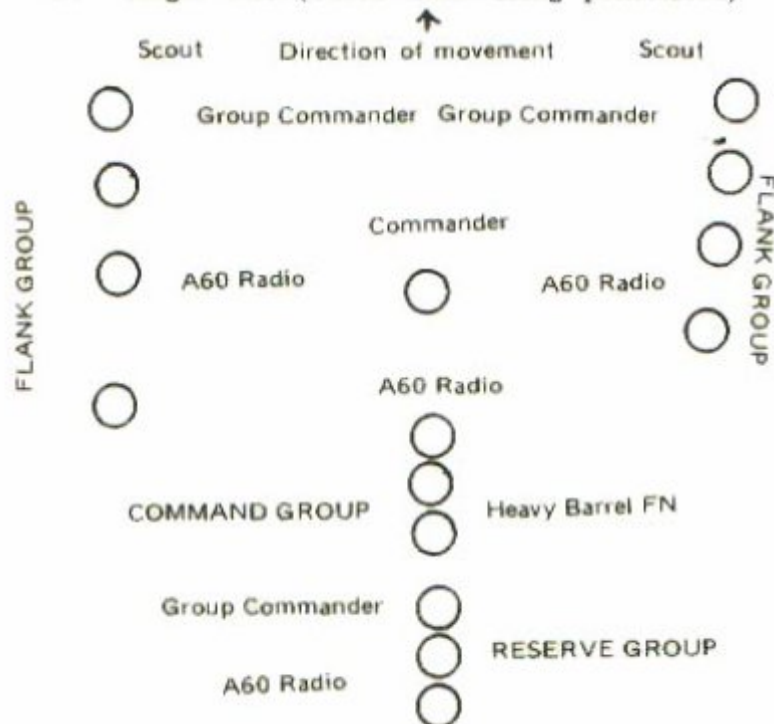 Scout Direction of movement Scout
Group Commander Group Commander
FLANK GROUP
Commander
FLANK GROUP
A60 Radio A60 Radio
A60 Radio
COMMAND GROUP Heavy Barrel FN
Group Commander
RESERVE GROUP
A60 Radio